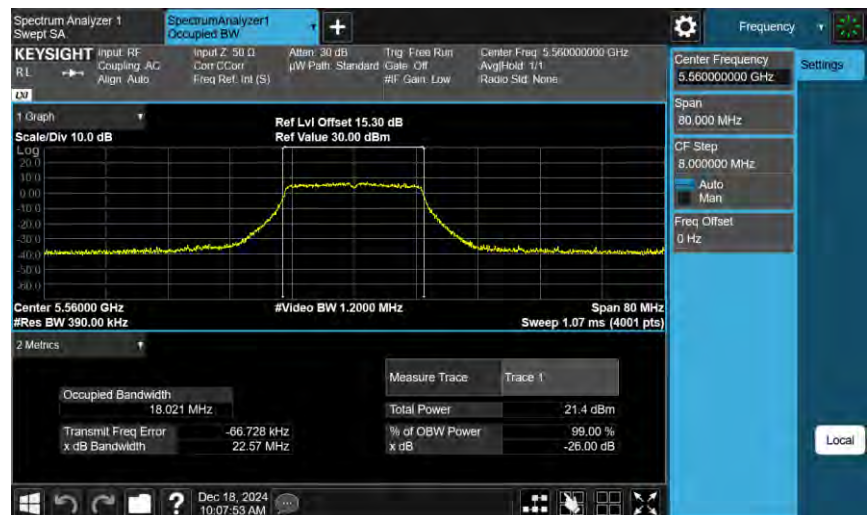 Spectrum Analyzer 1
Swept SA
SpectrumAnalyzer1
Occupied BW
+
Frequency
KEYSIGHT
RL
LXI
Input: RF
Coupling: AC
Align: Auto
Input Z: 50 Ω
Corr CCorr
Freq Ref: Int (S)
Atten: 30 dB
µW Path: Standard
Trig: Free Run
Gate: Off
#IF Gain: Low
Center Freq: 5.560000000 GHz
Avg|Hold: 1/1
Radio Std: None
Center Frequency
5.560000000 GHz
Settings
Span
80.000 MHz
CF Step
8.000000 MHz
Auto
Man
Freq Offset
0 Hz
1 Graph
Scale/Div 10.0 dB
Ref Lvl Offset 15.30 dB
Ref Value 30.00 dBm
Log
20.0
10.0
0.00
-10.0
-20.0
-30.0
-40.0
-50.0
-60.0
Center 5.56000 GHz
#Res BW 390.00 kHz
#Video BW 1.2000 MHz
Span 80 MHz
Sweep 1.07 ms (4001 pts)
2 Metrics
Measure Trace Trace 1
Occupied Bandwidth
18.021 MHz
Total Power 21.4 dBm
Transmit Freq Error -66.728 kHz
% of OBW Power 99.00 %
x dB Bandwidth 22.57 MHz
x dB -26.00 dB
Local
?
Dec 18, 2024
10:07:53 AM